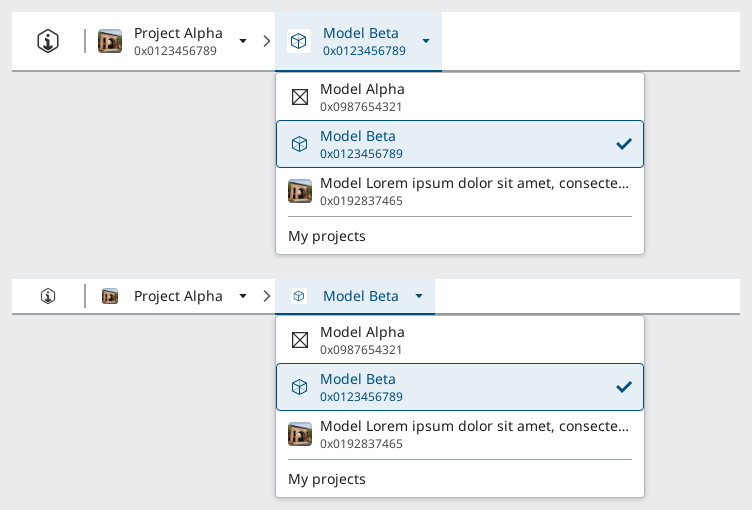 Project Alpha
0x0123456789
Model Beta
0x0123456789
Model Alpha
0x0987654321
Model Beta
0x0123456789
Model Lorem ipsum dolor sit amet, consecte...
0x0192837465
My projects
Project Alpha
Model Beta
Model Alpha
0x0987654321
Model Beta
0x0123456789
Model Lorem ipsum dolor sit amet, consecte...
0x0192837465
My projects